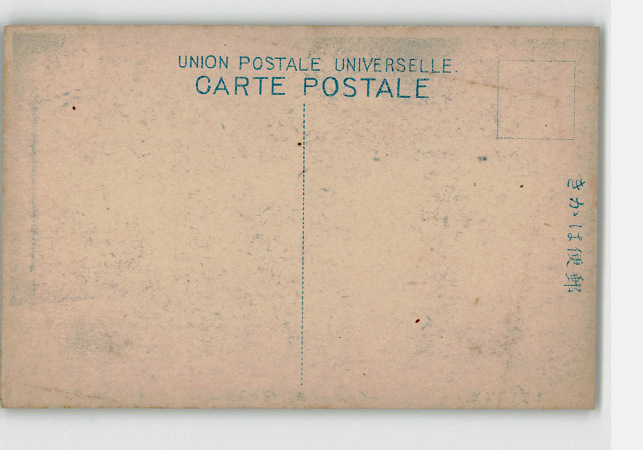 UNION POSTALE UNIVERSELLE.
CARTE POSTALE
きかは便郵